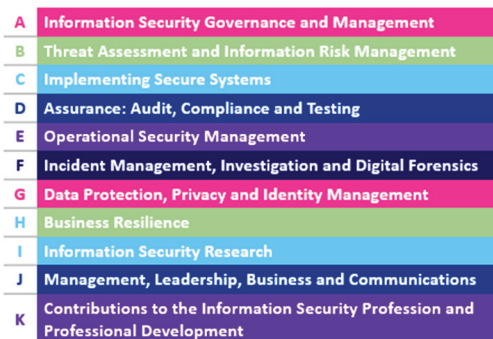 A Information Security Governance and Management
B Threat Assessment and Information Risk Management
C Implementing Secure Systems
D Assurance: Audit, Compliance and Testing
E Operational Security Management
F Incident Management, Investigation and Digital Forensics
G Data Protection, Privacy and Identity Management
H Business Resilience
I Information Security Research
J Management, Leadership, Business and Communications
K Contributions to the Information Security Profession and
Professional Development